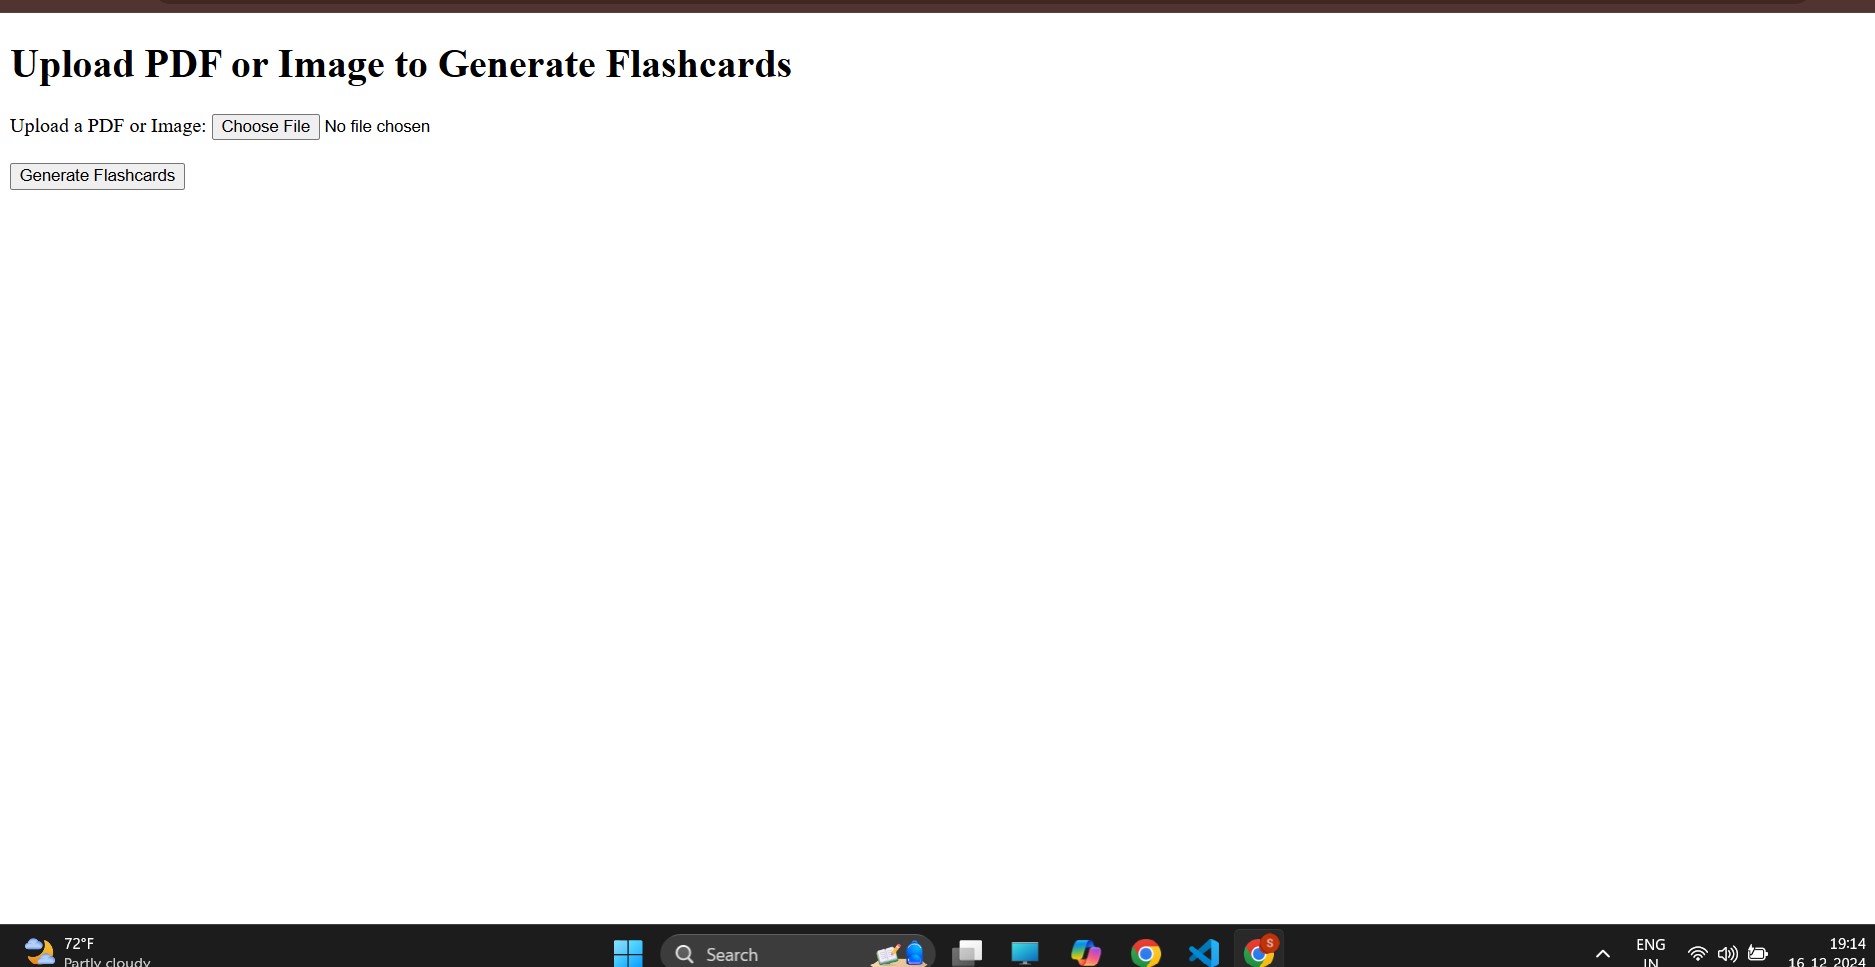 Upload PDF or Image to Generate Flashcards
Upload a PDF or Image: Choose File No file chosen
Generate Flashcards
72°F
Partly cloudy
Search
S
ENG
IN
19:14
16-12-2024